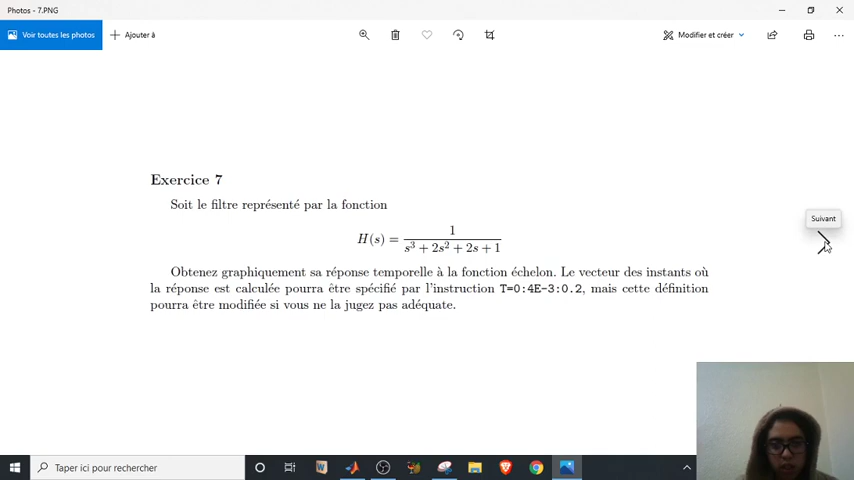 Photos - 7.PNG
Voir toutes les photos
Ajouter à
Modifier et créer
Exercice 7
Soit le filtre représenté par la fonction
H(s) = 1 / (s³ + 2s² + 2s + 1)
Obtenez graphiquement sa réponse temporelle à la fonction échelon. Le vecteur des instants où
la réponse est calculée pourra être spécifié par l'instruction T=0:4E-3:0.2, mais cette définition
pourra être modifiée si vous ne la jugez pas adéquate.
Suivant
Taper ici pour rechercher